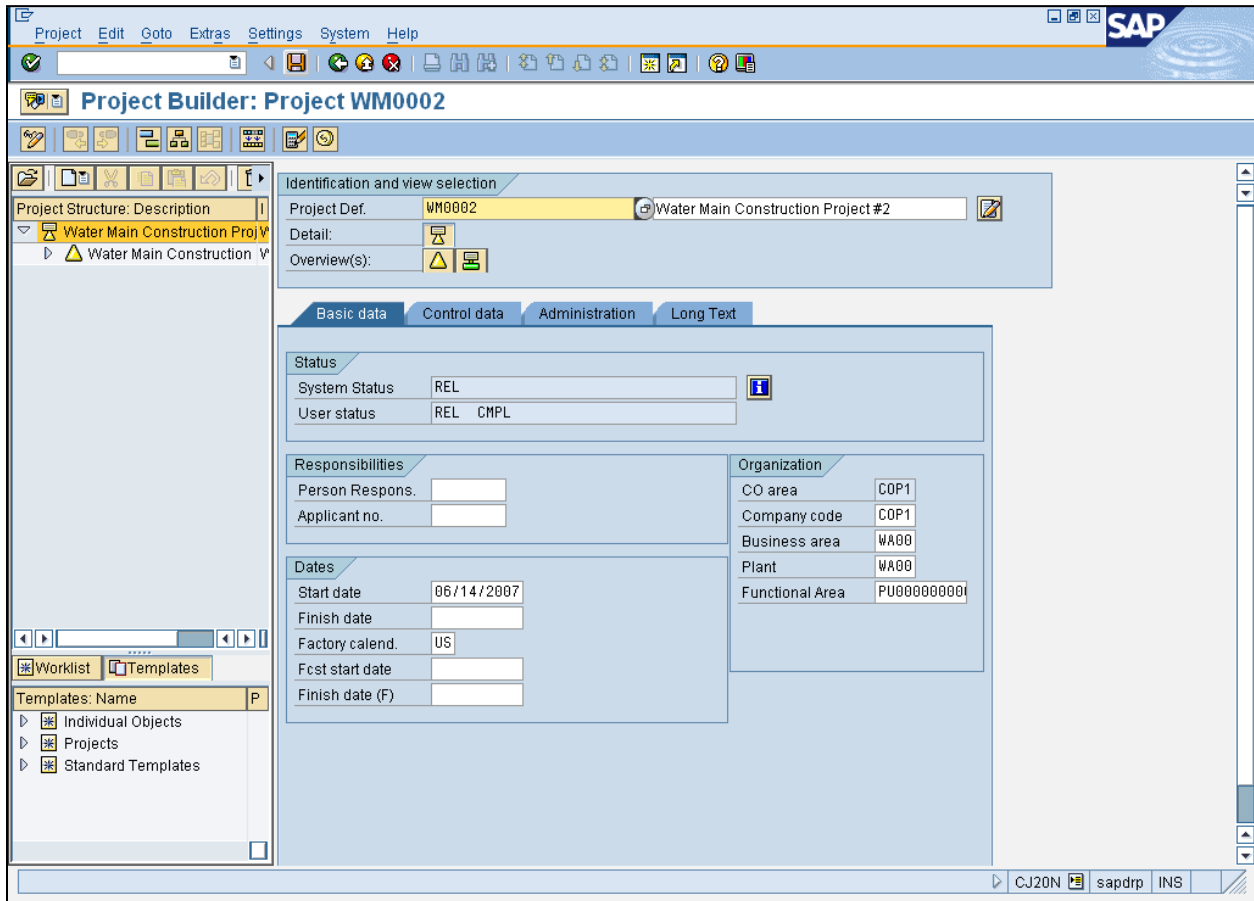 Project Edit Goto Extras Settings System Help
SAP
Project Builder: Project WM0002
Project Structure: Description I
Water Main Construction Proj W
Water Main Construction W
Identification and view selection
Project Def. WM0002 Water Main Construction Project #2
Detail:
Overview(s):
Basic data Control data Administration Long Text
Status
System Status REL
User status REL CMPL
Responsibilities
Person Respons.
Applicant no.
Organization
CO area COP1
Company code COP1
Business area WA00
Plant WA00
Functional Area PU000000000
Dates
Start date 06/14/2007
Finish date
Factory calend. US
Fcst start date
Finish date (F)
Worklist Templates
Templates: Name P
Individual Objects
Projects
Standard Templates
CJ20N sapdrp INS